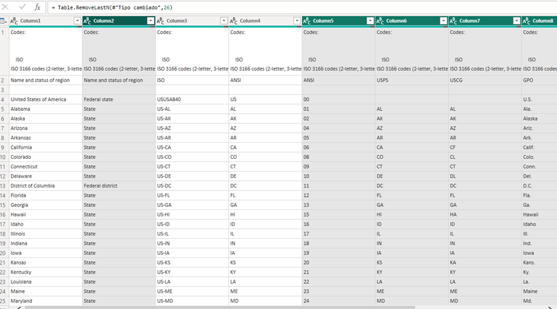 = Table.RemoveLastN(#"Tipo cambiado",26)
Column1 Column2 Column3 Column4 Column5 Column6 Column7 Column8
1 Codes: Codes: Codes: Codes: Codes: Codes: Codes: Codes:
ISO ISO ISO ISO ISO ISO ISO ISO
ISO 3166 codes (2-letter, 3-lette ISO 3166 codes (2-letter, 3-lette ISO 3166 codes (2-letter, 3-lette ISO 3166 codes (2-letter, 3-lette ISO 3166 codes (2-letter, 3-lette ISO 3166 codes (2-letter, 3-lette ISO 3166 codes (2-letter, 3-lette ISO 3166 codes
2 Name and status of region Name and status of region ISO ANSI ANSI USPS USCG GPO
3
4 United States of America Federal state USUSA840 US 00 U.S.
5 Alabama State US-AL AL 01 AL AL Ala.
6 Alaska State US-AK AK 02 AK AK Alaska
7 Arizona State US-AZ AZ 04 AZ AZ Ariz.
8 Arkansas State US-AR AR 05 AR AR Ark.
9 California State US-CA CA 06 CA CF Calif.
10 Colorado State US-CO CO 08 CO CL Colo.
11 Connecticut State US-CT CT 09 CT CT Conn.
12 Delaware State US-DE DE 10 DE DL Del.
13 District of Columbia Federal district US-DC DC 11 DC DC D.C.
14 Florida State US-FL FL 12 FL FL Fla.
15 Georgia State US-GA GA 13 GA GA Ga.
16 Hawaii State US-HI HI 15 HI HA Hawaii
17 Idaho State US-ID ID 16 ID ID Idaho
18 Illinois State US-IL IL 17 IL IL Ill.
19 Indiana State US-IN IN 18 IN IN Ind.
20 Iowa State US-IA IA 19 IA IA Iowa
21 Kansas State US-KS KS 20 KS KA Kans.
22 Kentucky State US-KY KY 21 KY KY Ky.
23 Louisiana State US-LA LA 22 LA LA La.
24 Maine State US-ME ME 23 ME ME Maine
25 Maryland State US-MD MD 24 MD MD Md.